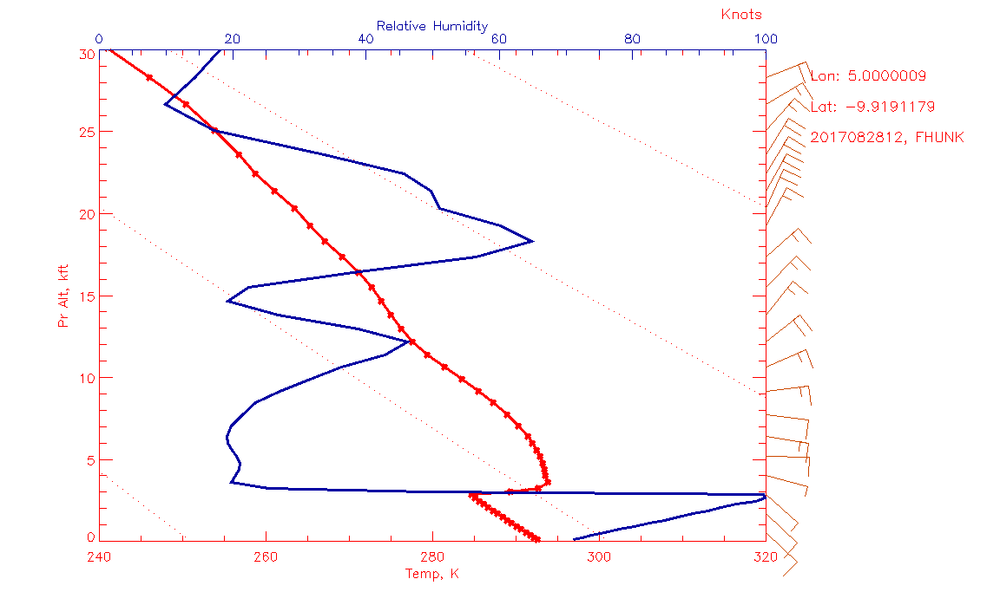 Knots
Relative Humidity
0 20 40 60 80 100
30
Lon: 5.0000009
Lat: -9.9191179
25
2017082812, FHUNK
20
15
Pr Alt, kft
10
5
0
240 260 280 300 320
Temp, K